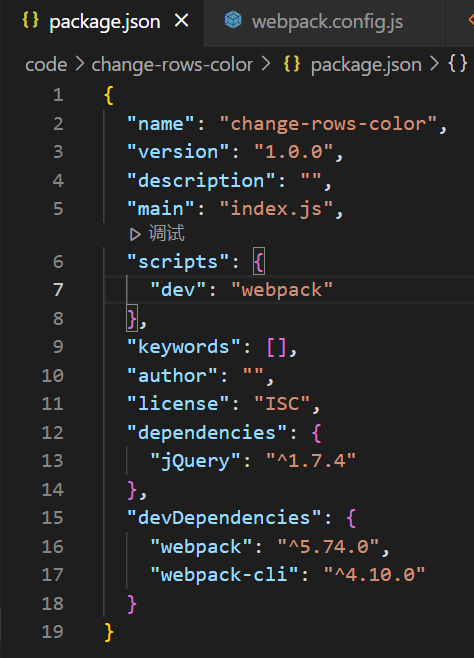 {} package.json ×
webpack.config.js
code > change-rows-color > {} package.json > {}
1 {
2 "name": "change-rows-color",
3 "version": "1.0.0",
4 "description": "",
5 "main": "index.js",
▷ 调试
6 "scripts": {
7 "dev": "webpack"
8 },
9 "keywords": [],
10 "author": "",
11 "license": "ISC",
12 "dependencies": {
13 "jQuery": "^1.7.4"
14 },
15 "devDependencies": {
16 "webpack": "^5.74.0",
17 "webpack-cli": "^4.10.0"
18 }
19 }